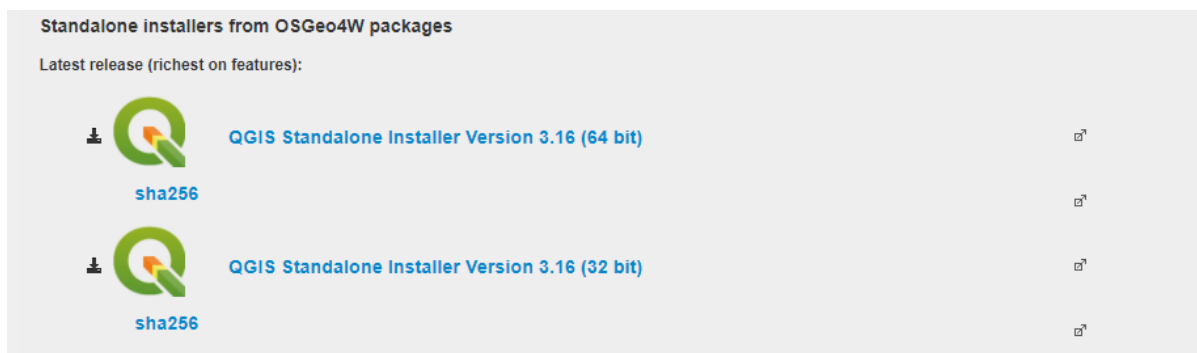 Standalone installers from OSGeo4W packages
Latest release (richest on features):
QGIS Standalone Installer Version 3.16 (64 bit)
sha256
QGIS Standalone Installer Version 3.16 (32 bit)
sha256